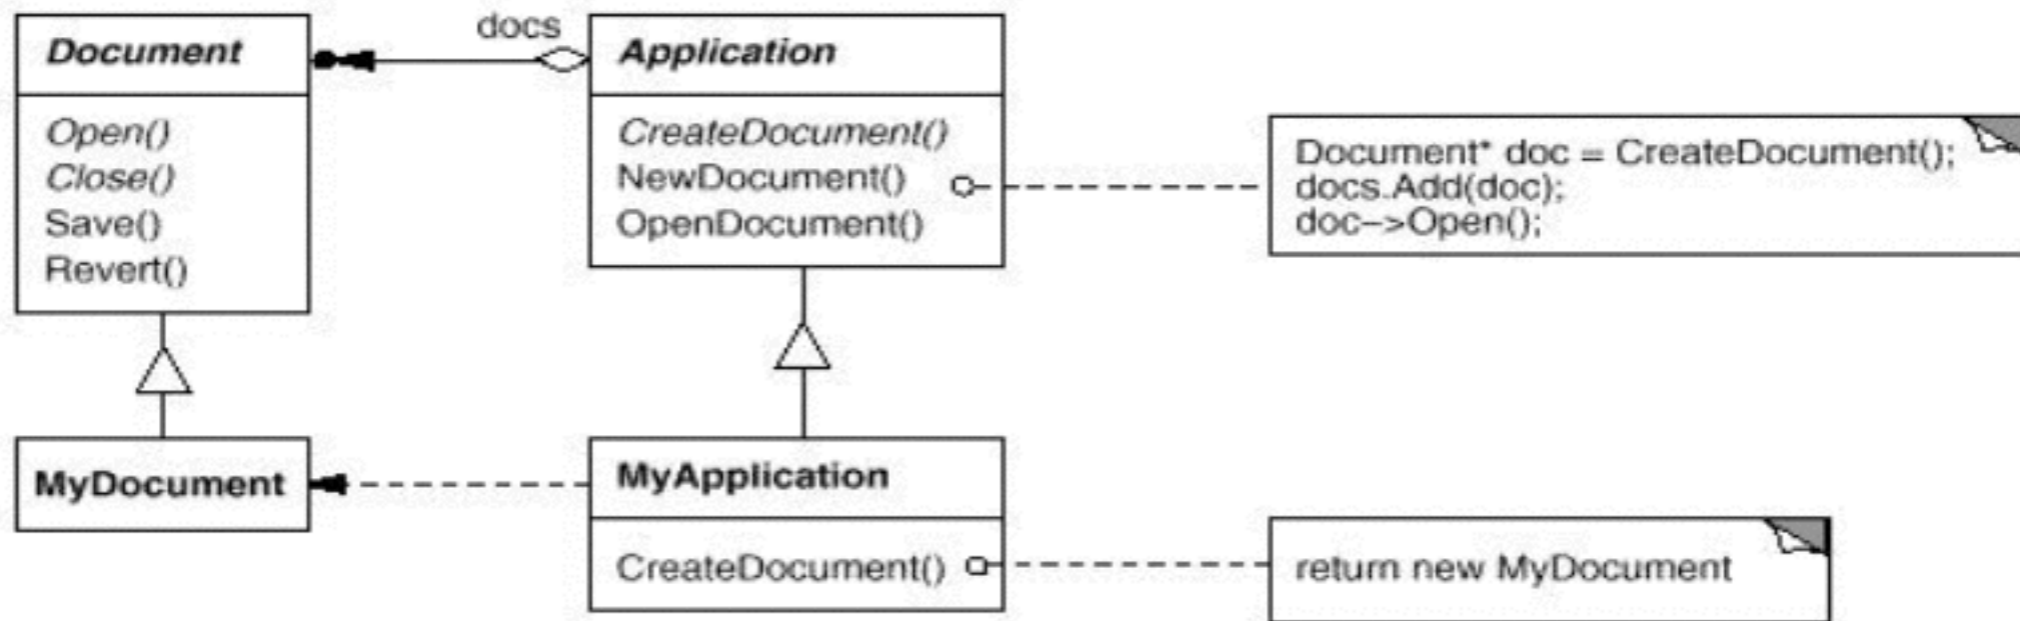 docs
Document
Open()
Close()
Save()
Revert()
Application
CreateDocument()
NewDocument()
OpenDocument()
Document* doc = CreateDocument();
docs.Add(doc);
doc–>Open();
MyDocument
MyApplication
CreateDocument()
return new MyDocument